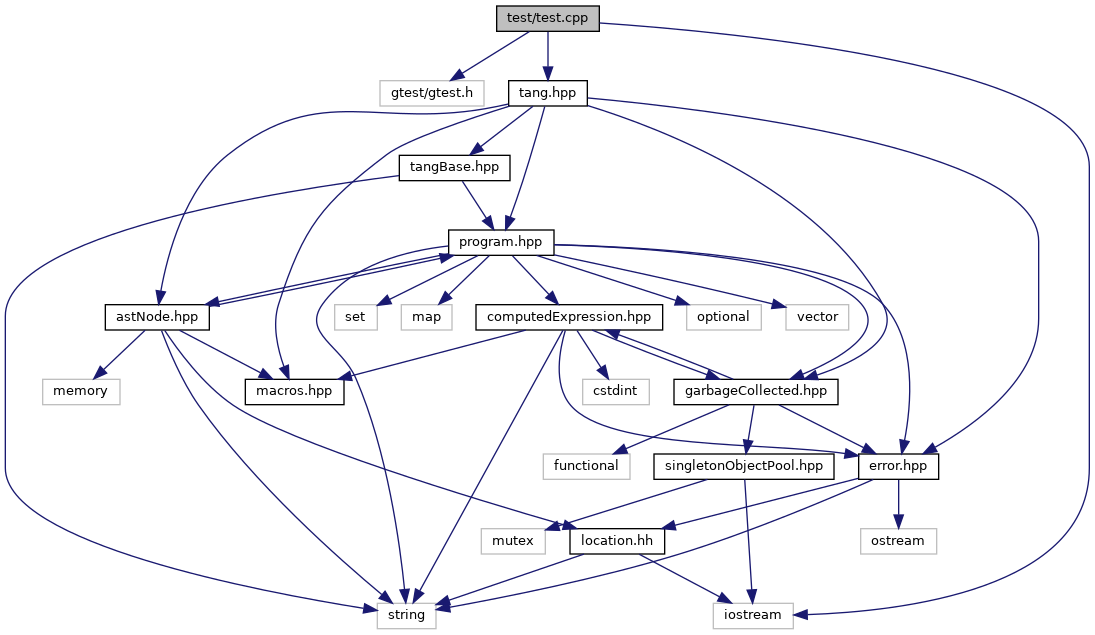 test/test.cpp
gtest/gtest.h
tang.hpp
tangBase.hpp
program.hpp
astNode.hpp
set
map
computedExpression.hpp
optional
vector
memory
macros.hpp
cstdint
garbageCollected.hpp
functional
singletonObjectPool.hpp
error.hpp
mutex
location.hh
ostream
string
iostream